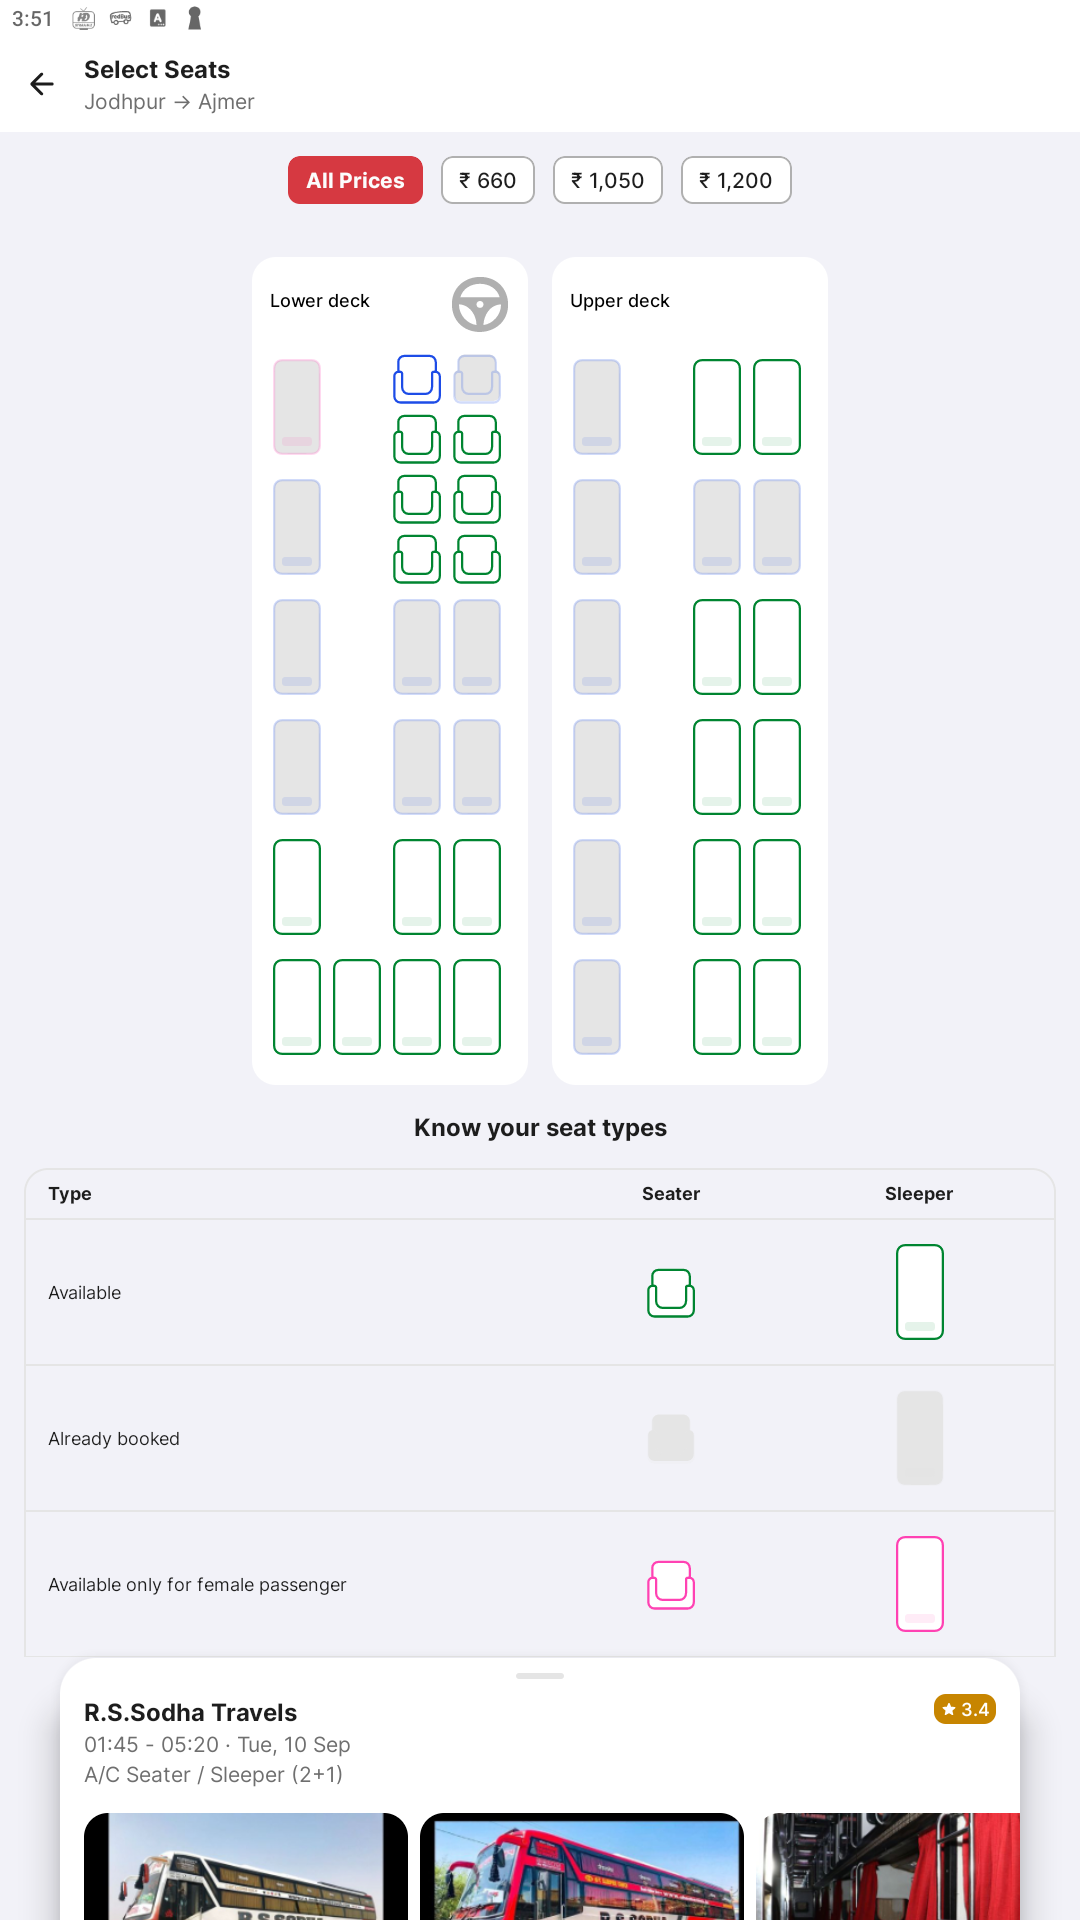 3:51
Select Seats
Jodhpur → Ajmer
All Prices
₹ 660
₹ 1,050
₹ 1,200
Lower deck
Upper deck
Know your seat types
Type Seater Sleeper
Available
Already booked
Available only for female passenger
R.S.Sodha Travels
3.4
01:45 - 05:20 · Tue, 10 Sep
A/C Seater / Sleeper (2+1)